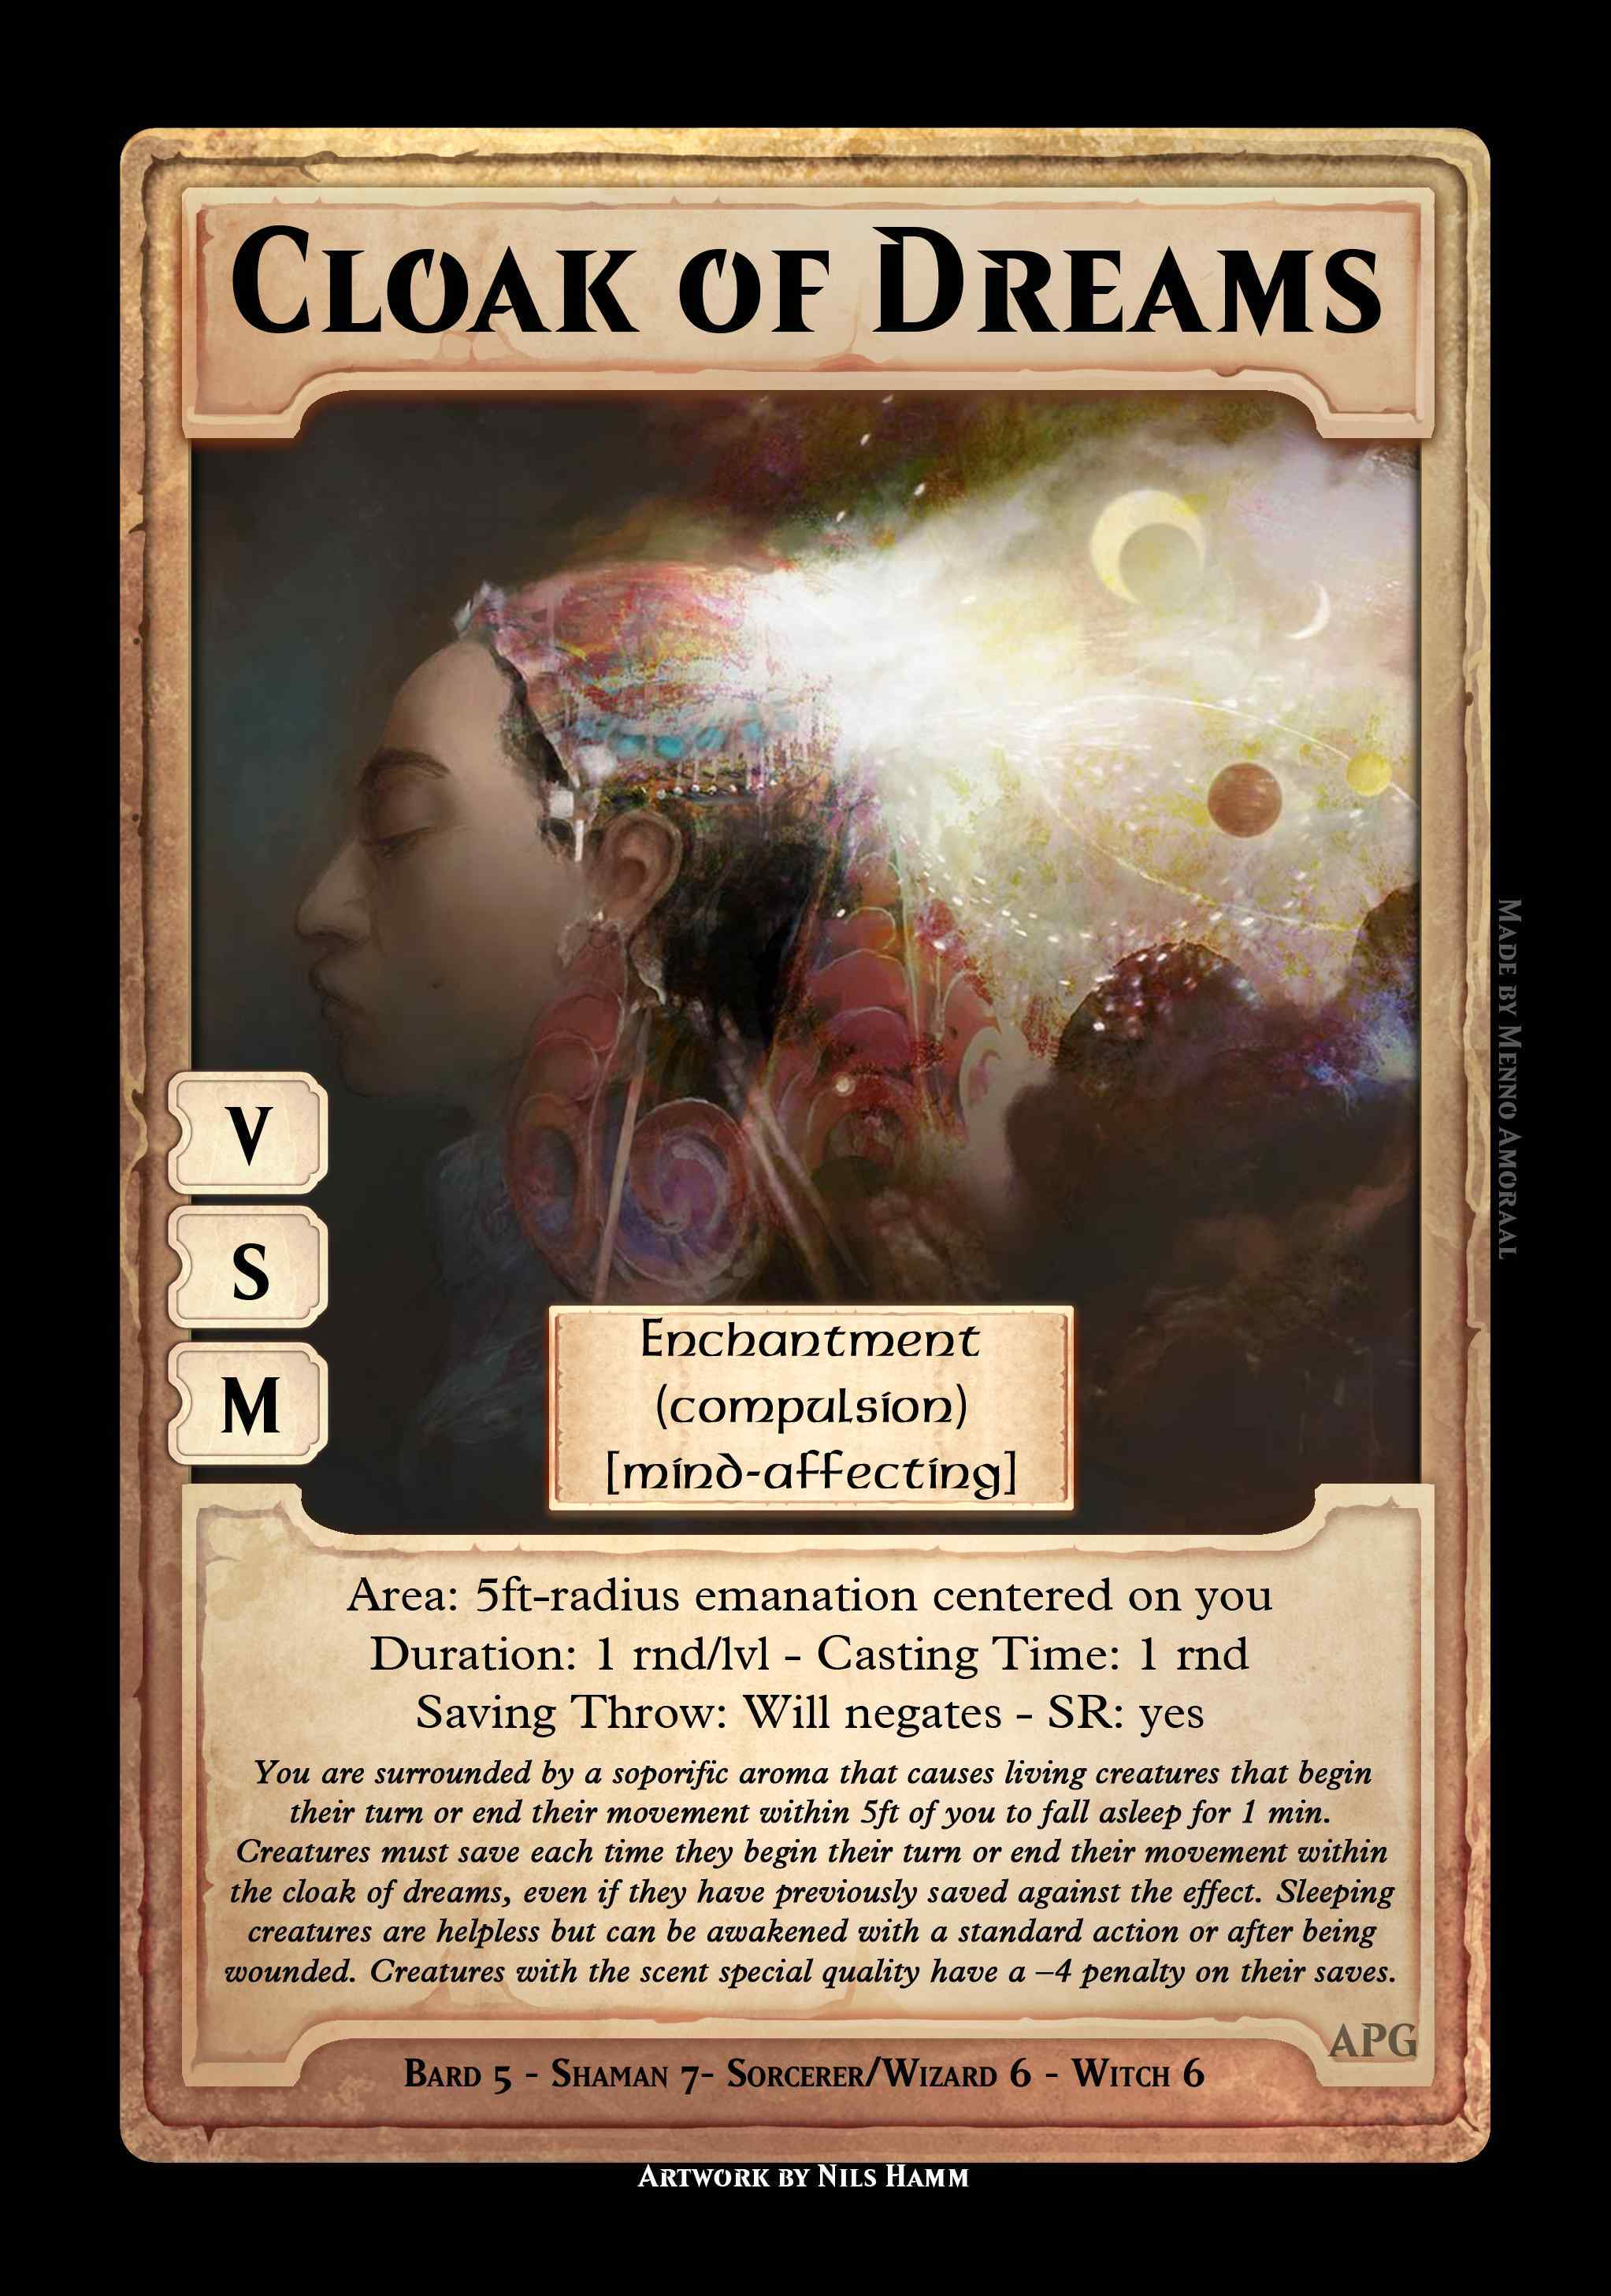 Cloak of Dreams
V
S
M
Enchantment
(compulsion)
[mind-affecting]
Area: 5ft-radius emanation centered on you
Duration: 1 rnd/lvl - Casting Time: 1 rnd
Saving Throw: Will negates - SR: yes
You are surrounded by a soporific aroma that causes living creatures that begin
their turn or end their movement within 5ft of you to fall asleep for 1 min.
Creatures must save each time they begin their turn or end their movement within
the cloak of dreams, even if they have previously saved against the effect. Sleeping
creatures are helpless but can be awakened with a standard action or after being
wounded. Creatures with the scent special quality have a –4 penalty on their saves.
APG
Bard 5 - Shaman 7- Sorcerer/Wizard 6 - Witch 6
Artwork by Nils Hamm
Made by Menno Amoraal